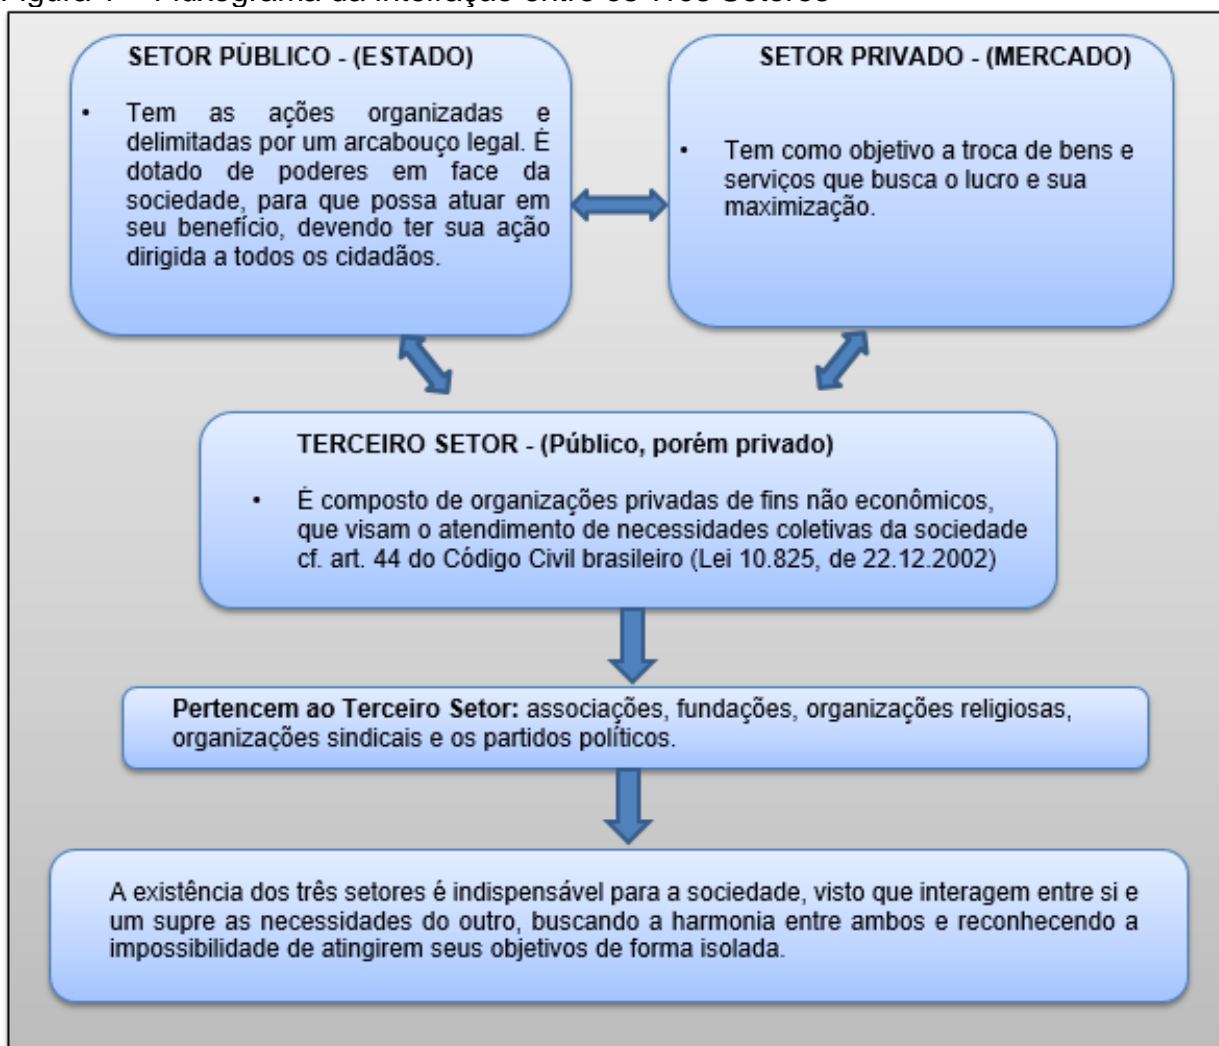 SETOR PÚBLICO - (ESTADO)
• Tem as ações organizadas e
delimitadas por um arcabouço legal. É
dotado de poderes em face da
sociedade, para que possa atuar em
seu benefício, devendo ter sua ação
dirigida a todos os cidadãos.
SETOR PRIVADO - (MERCADO)
• Tem como objetivo a troca de bens e
serviços que busca o lucro e sua
maximização.
TERCEIRO SETOR - (Público, porém privado)
• É composto de organizações privadas de fins não econômicos,
que visam o atendimento de necessidades coletivas da sociedade
cf. art. 44 do Código Civil brasileiro (Lei 10.825, de 22.12.2002)
Pertencem ao Terceiro Setor: associações, fundações, organizações religiosas,
organizações sindicais e os partidos políticos.
A existência dos três setores é indispensável para a sociedade, visto que interagem entre si e
um supre as necessidades do outro, buscando a harmonia entre ambos e reconhecendo a
impossibilidade de atingirem seus objetivos de forma isolada.